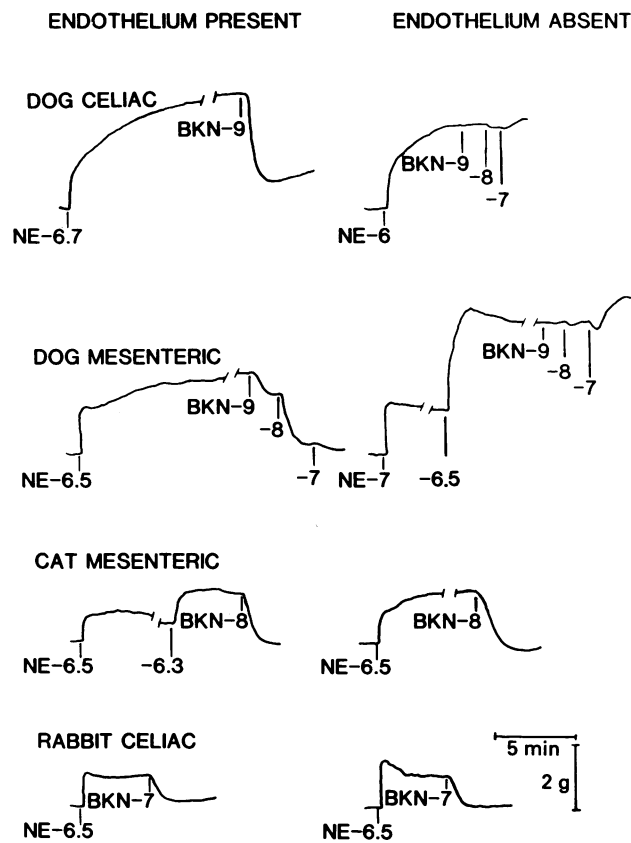 ENDOTHELIUM PRESENT
ENDOTHELIUM ABSENT
DOG CELIAC
BKN-9
NE-6.7
BKN-9
-8
-7
NE-6
DOG MESENTERIC
BKN-9
-8
-7
NE-6.5
BKN-9
-8
-7
NE-7
-6.5
CAT MESENTERIC
BKN-8
NE-6.5
-6.3
BKN-8
NE-6.5
RABBIT CELIAC
BKN-7
NE-6.5
BKN-7
NE-6.5
5 min
2 g